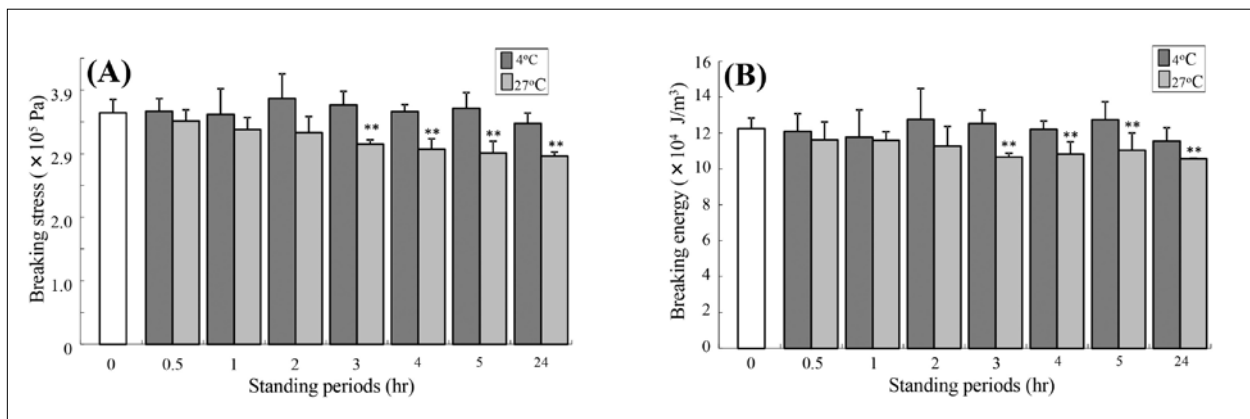 (A)
4°C
27°C
Breaking stress ( × 10⁵ Pa)
3.9
2.9
2.0
1.0
0
** ** ** **
0 0.5 1 2 3 4 5 24
Standing periods (hr)
(B)
4°C
27°C
Breaking energy ( × 10⁴ J/m³)
16
14
12
10
8
6
4
2
0
** ** ** **
0 0.5 1 2 3 4 5 24
Standing periods (hr)